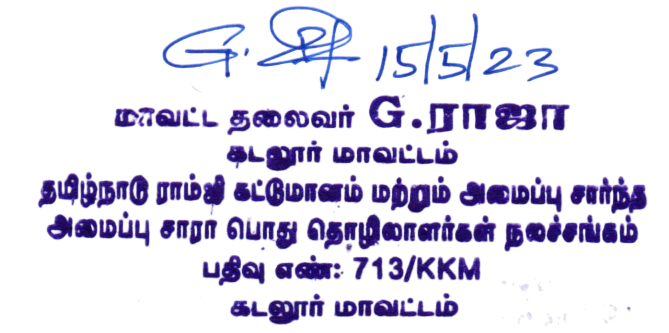 G. 15/5/23
மாவட்ட தலைவர் G.ராஜா
கடலூர் மாவட்டம்
தமிழ்நாடு ராம்ஜி கட்டுமானம் மற்றும் அமைப்பு சார்ந்த
அமைப்பு சாரா பொது தொழிலாளர்கள் நலச்சங்கம்
பதிவு எண்: 713/KKM
கடலூர் மாவட்டம்